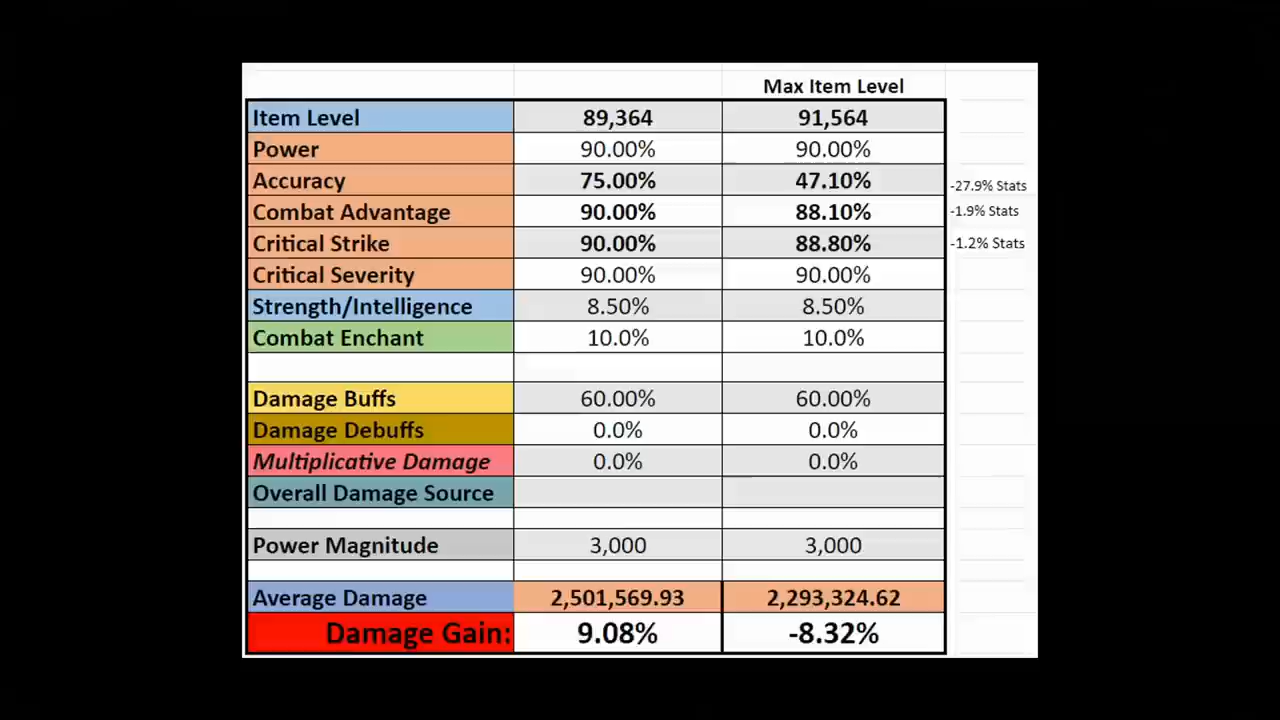 Max Item Level
Item Level 89,364 91,564
Power 90.00% 90.00%
Accuracy 75.00% 47.10% -27.9% Stats
Combat Advantage 90.00% 88.10% -1.9% Stats
Critical Strike 90.00% 88.80% -1.2% Stats
Critical Severity 90.00% 90.00%
Strength/Intelligence 8.50% 8.50%
Combat Enchant 10.0% 10.0%
Damage Buffs 60.00% 60.00%
Damage Debuffs 0.0% 0.0%
Multiplicative Damage 0.0% 0.0%
Overall Damage Source
Power Magnitude 3,000 3,000
Average Damage 2,501,569.93 2,293,324.62
Damage Gain: 9.08% -8.32%